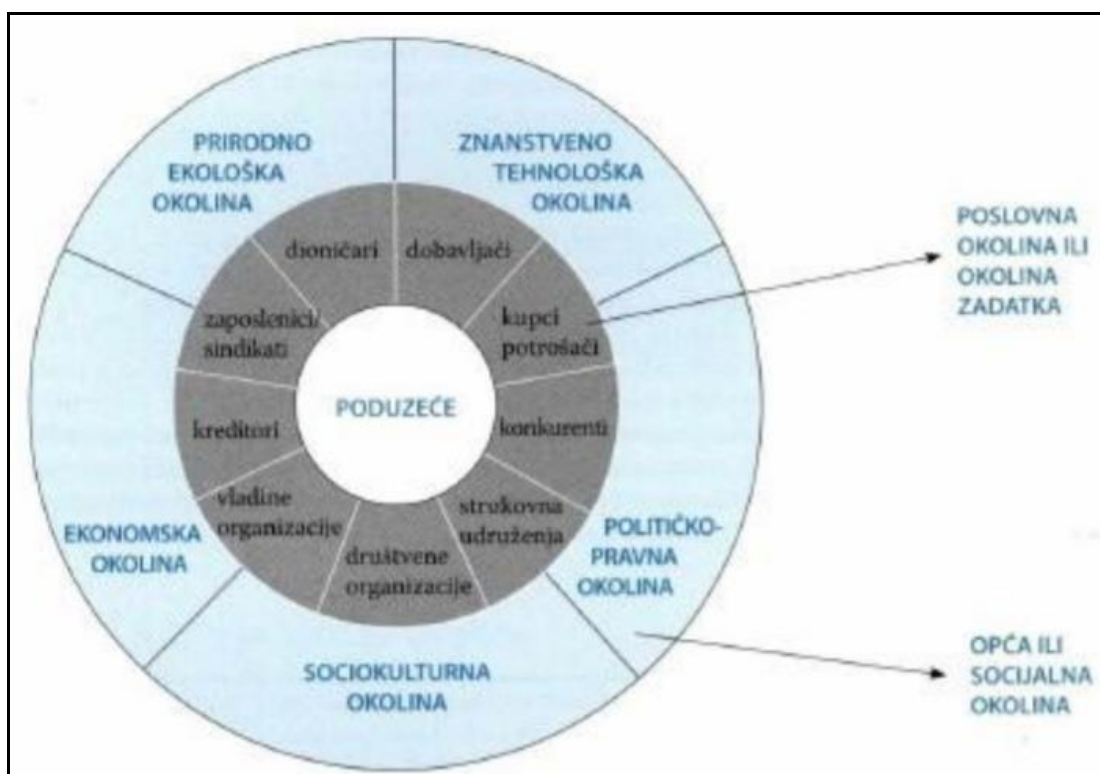 PRIRODNO
EKOLOŠKA
OKOLINA
ZNANSTVENO
TEHNOLOŠKA
OKOLINA
POSLOVNA
OKOLINA ILI
OKOLINA
ZADATKA
dioničari
dobavljači
zaposlenici/
sindikati
kupci
potrošači
PODUZEĆE
kreditori
konkurenti
vladine
organizacije
strukovna
udruženja
društvene
organizacije
EKONOMSKA
OKOLINA
POLITIČKO-
PRAVNA
OKOLINA
SOCIOKULTURNA
OKOLINA
OPĆA ILI
SOCIJALNA
OKOLINA